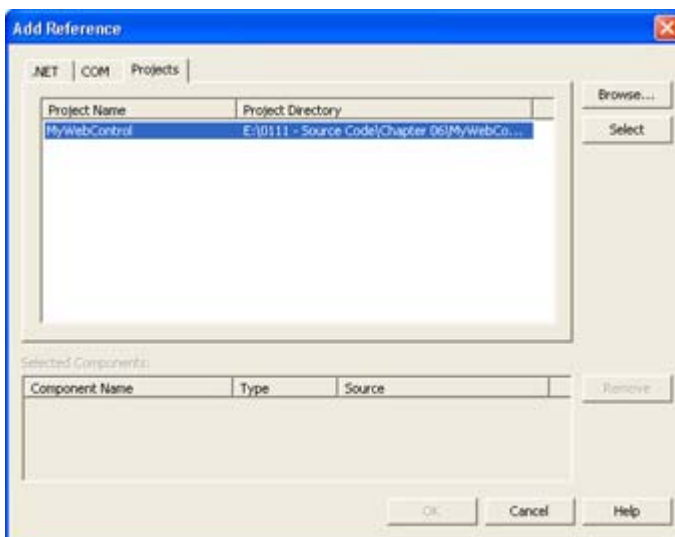 Add Reference
.NET COM Projects
Browse...
Project Name Project Directory
Select
MyWebControl E:\0111 - Source Code\Chapter 06\MyWebCo...
Selected Components:
Component Name Type Source
Remove
OK Cancel Help